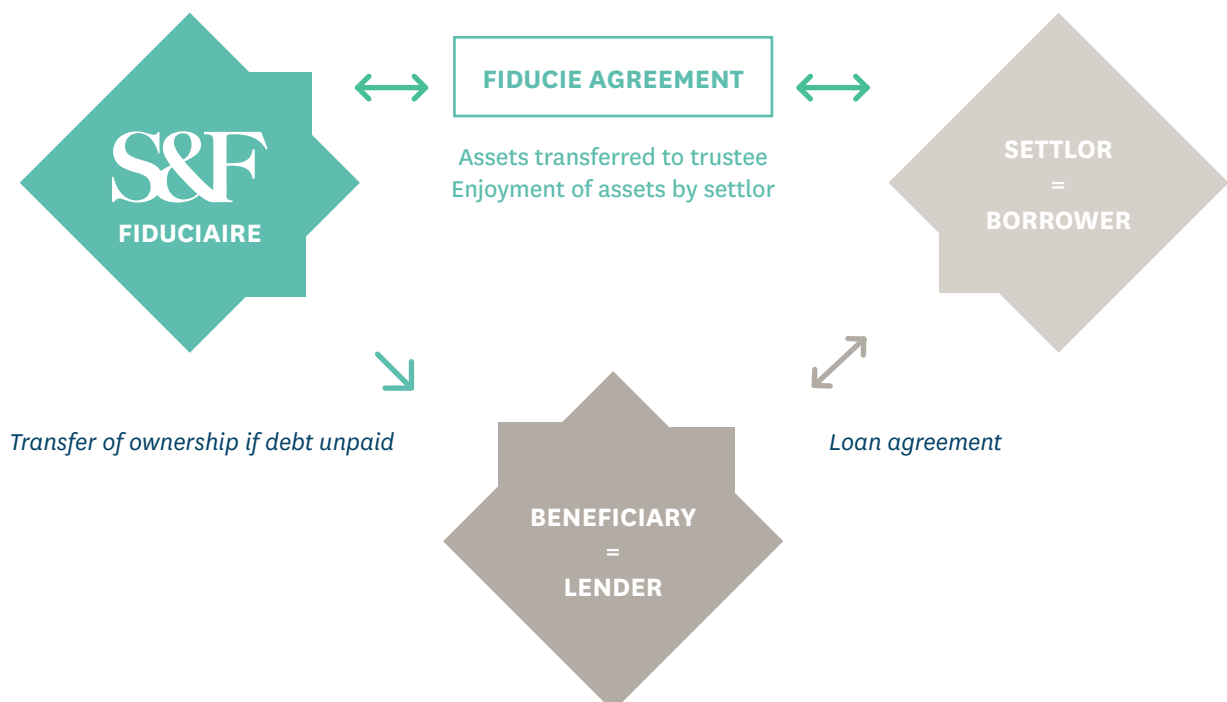 FIDUCIE AGREEMENT
Assets transferred to trustee
Enjoyment of assets by settlor
S&F
FIDUCIAIRE
SETTLOR
=
BORROWER
Transfer of ownership if debt unpaid
Loan agreement
BENEFICIARY
=
LENDER